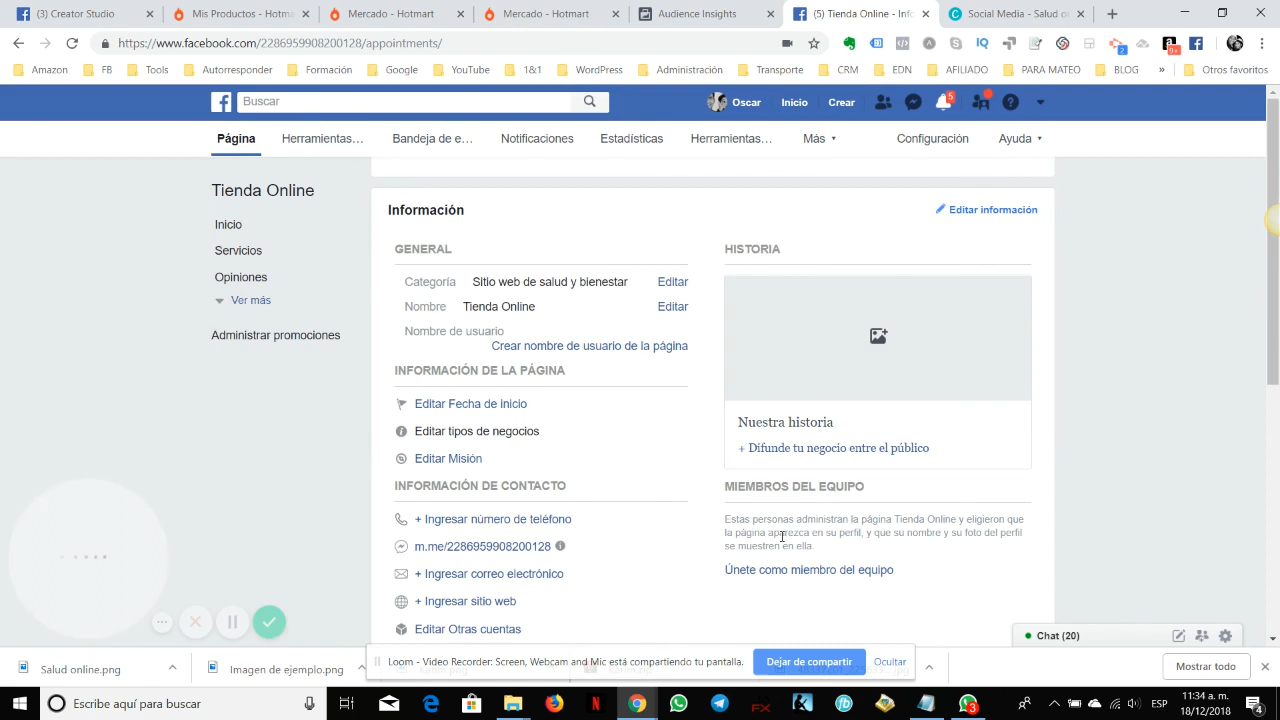 (3) Creator Studio
Mis Productos - Hotma
Mercado - Hotmart
Mercado - Hotmart
Audience Insights
(5) Tienda Online - Info
Social Media - Salud on
https://www.facebook.com/2286959908200128/appointments/
Amazon
FB
Tools
Autorresponder
Formación
Google
YouTube
1&1
WordPress
Administración
Transporte
CRM
EDN
AFILIADO
PARA MATEO
BLOG
»
Otros favoritos
Buscar
Oscar
Inicio
Crear
5
Página
Herramientas...
Bandeja de e...
Notificaciones
Estadísticas
Herramientas...
Más
Configuración
Ayuda
Tienda Online
Inicio
Servicios
Opiniones
Ver más
Administrar promociones
Información
Editar información
GENERAL
Categoría Sitio web de salud y bienestar Editar
Nombre Tienda Online Editar
Nombre de usuario
Crear nombre de usuario de la página
INFORMACIÓN DE LA PÁGINA
Editar Fecha de inicio
Editar tipos de negocios
Editar Misión
INFORMACIÓN DE CONTACTO
+ Ingresar número de teléfono
m.me/2286959908200128
+ Ingresar correo electrónico
+ Ingresar sitio web
Editar Otras cuentas
HISTORIA
Nuestra historia
+ Difunde tu negocio entre el público
MIEMBROS DEL EQUIPO
Estas personas administran la página Tienda Online y eligieron que
la página aparezca en su perfil, y que su nombre y su foto del perfil
se muestren en ella.
Únete como miembro del equipo
Chat (20)
Loom - Video Recorder: Screen, Webcam and Mic está compartiendo tu pantalla.
Dejar de compartir
Ocultar
Salud online.png
Imagen de ejemplo.png
Mostrar todo
Escribe aquí para buscar
ESP
11:34 a. m.
18/12/2018